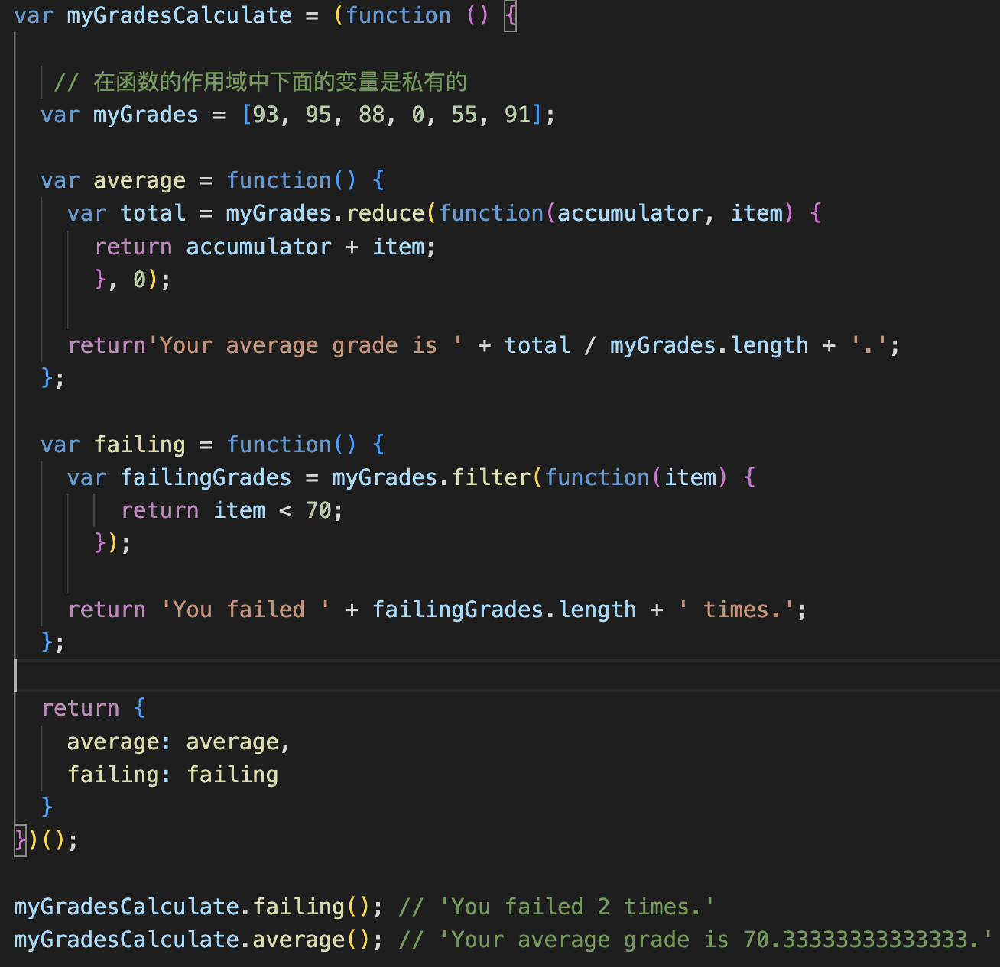 var myGradesCalculate = (function () {
// 在函数的作用域中下面的变量是私有的
var myGrades = [93, 95, 88, 0, 55, 91];
var average = function() {
var total = myGrades.reduce(function(accumulator, item) {
return accumulator + item;
}, 0);
return'Your average grade is ' + total / myGrades.length + '.';
};
var failing = function() {
var failingGrades = myGrades.filter(function(item) {
return item < 70;
});
return 'You failed ' + failingGrades.length + ' times.';
};
return {
average: average,
failing: failing
}
})();
myGradesCalculate.failing(); // 'You failed 2 times.'
myGradesCalculate.average(); // 'Your average grade is 70.33333333333333.'